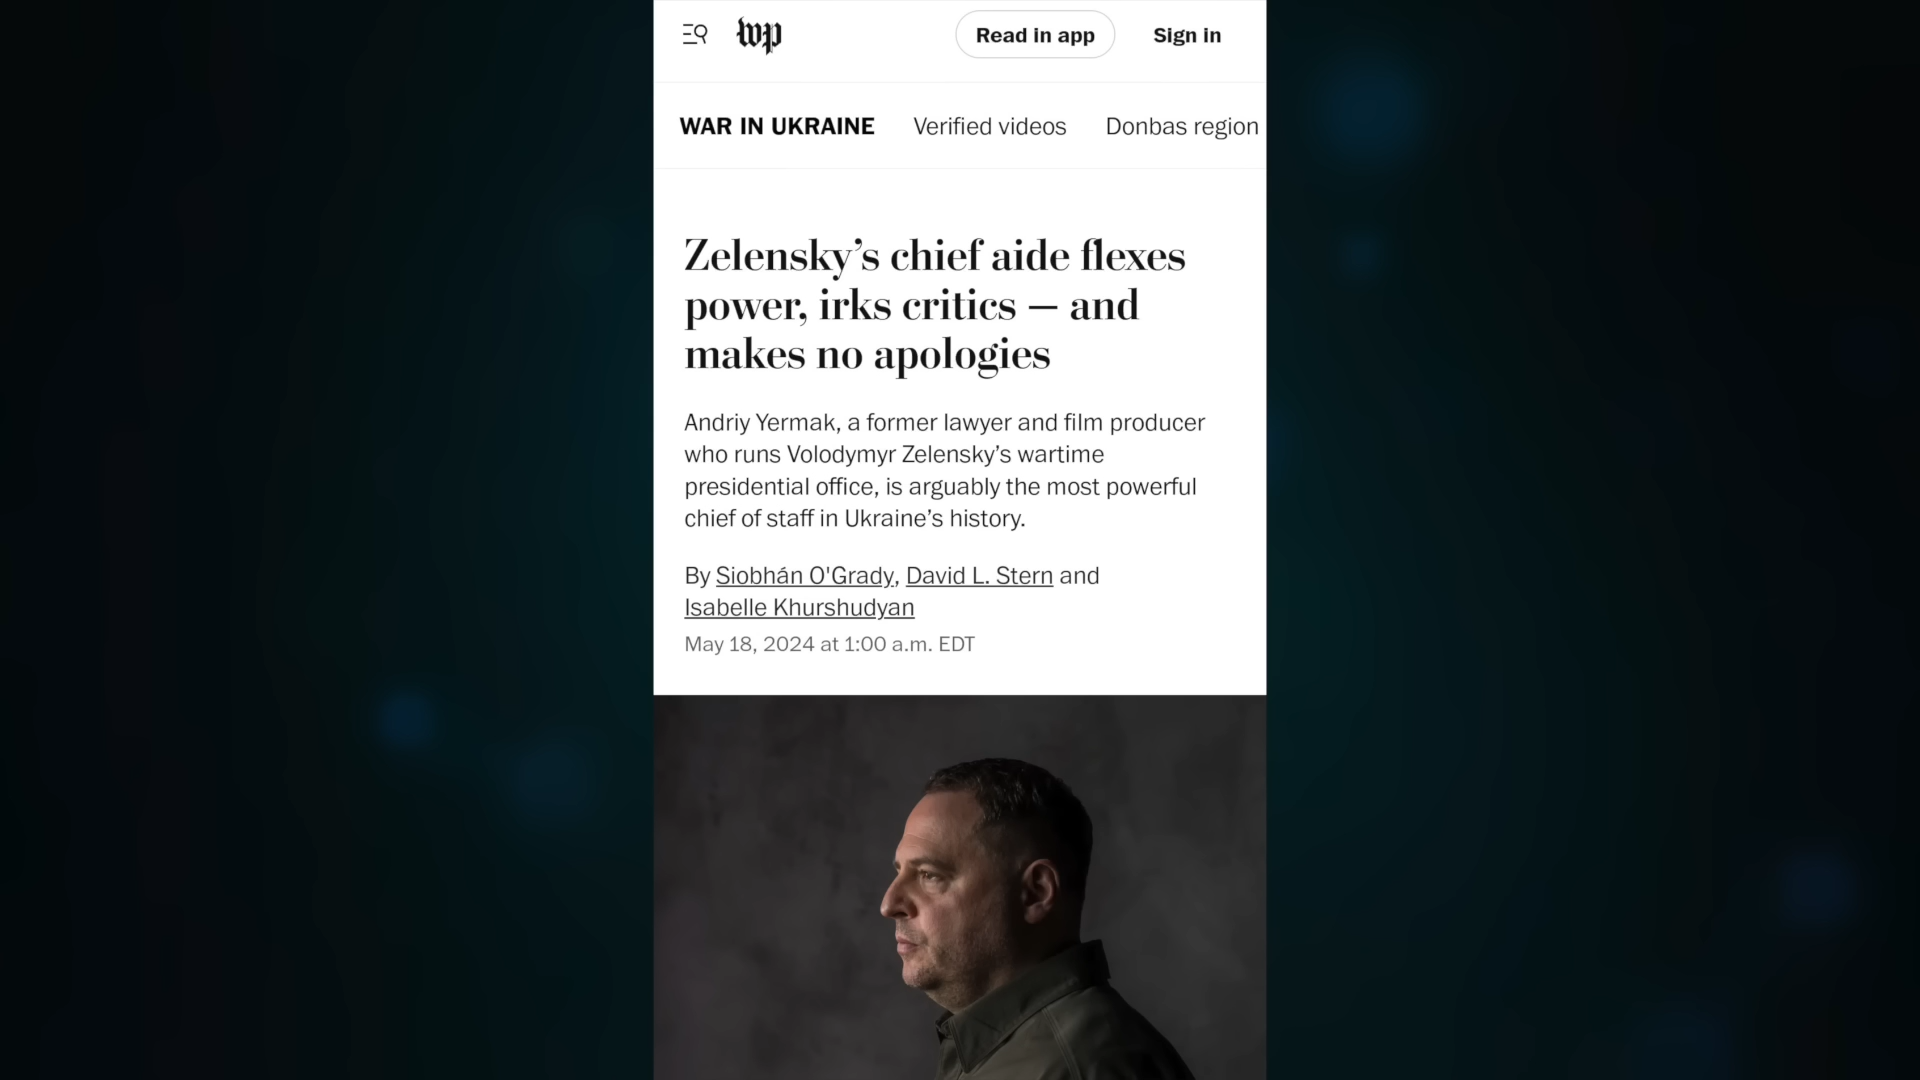 wp
Read in app
Sign in
WAR IN UKRAINE
Verified videos
Donbas region
Zelensky’s chief aide flexes
power, irks critics — and
makes no apologies
Andriy Yermak, a former lawyer and film producer
who runs Volodymyr Zelensky’s wartime
presidential office, is arguably the most powerful
chief of staff in Ukraine’s history.
By Siobhán O'Grady, David L. Stern and
Isabelle Khurshudyan
May 18, 2024 at 1:00 a.m. EDT